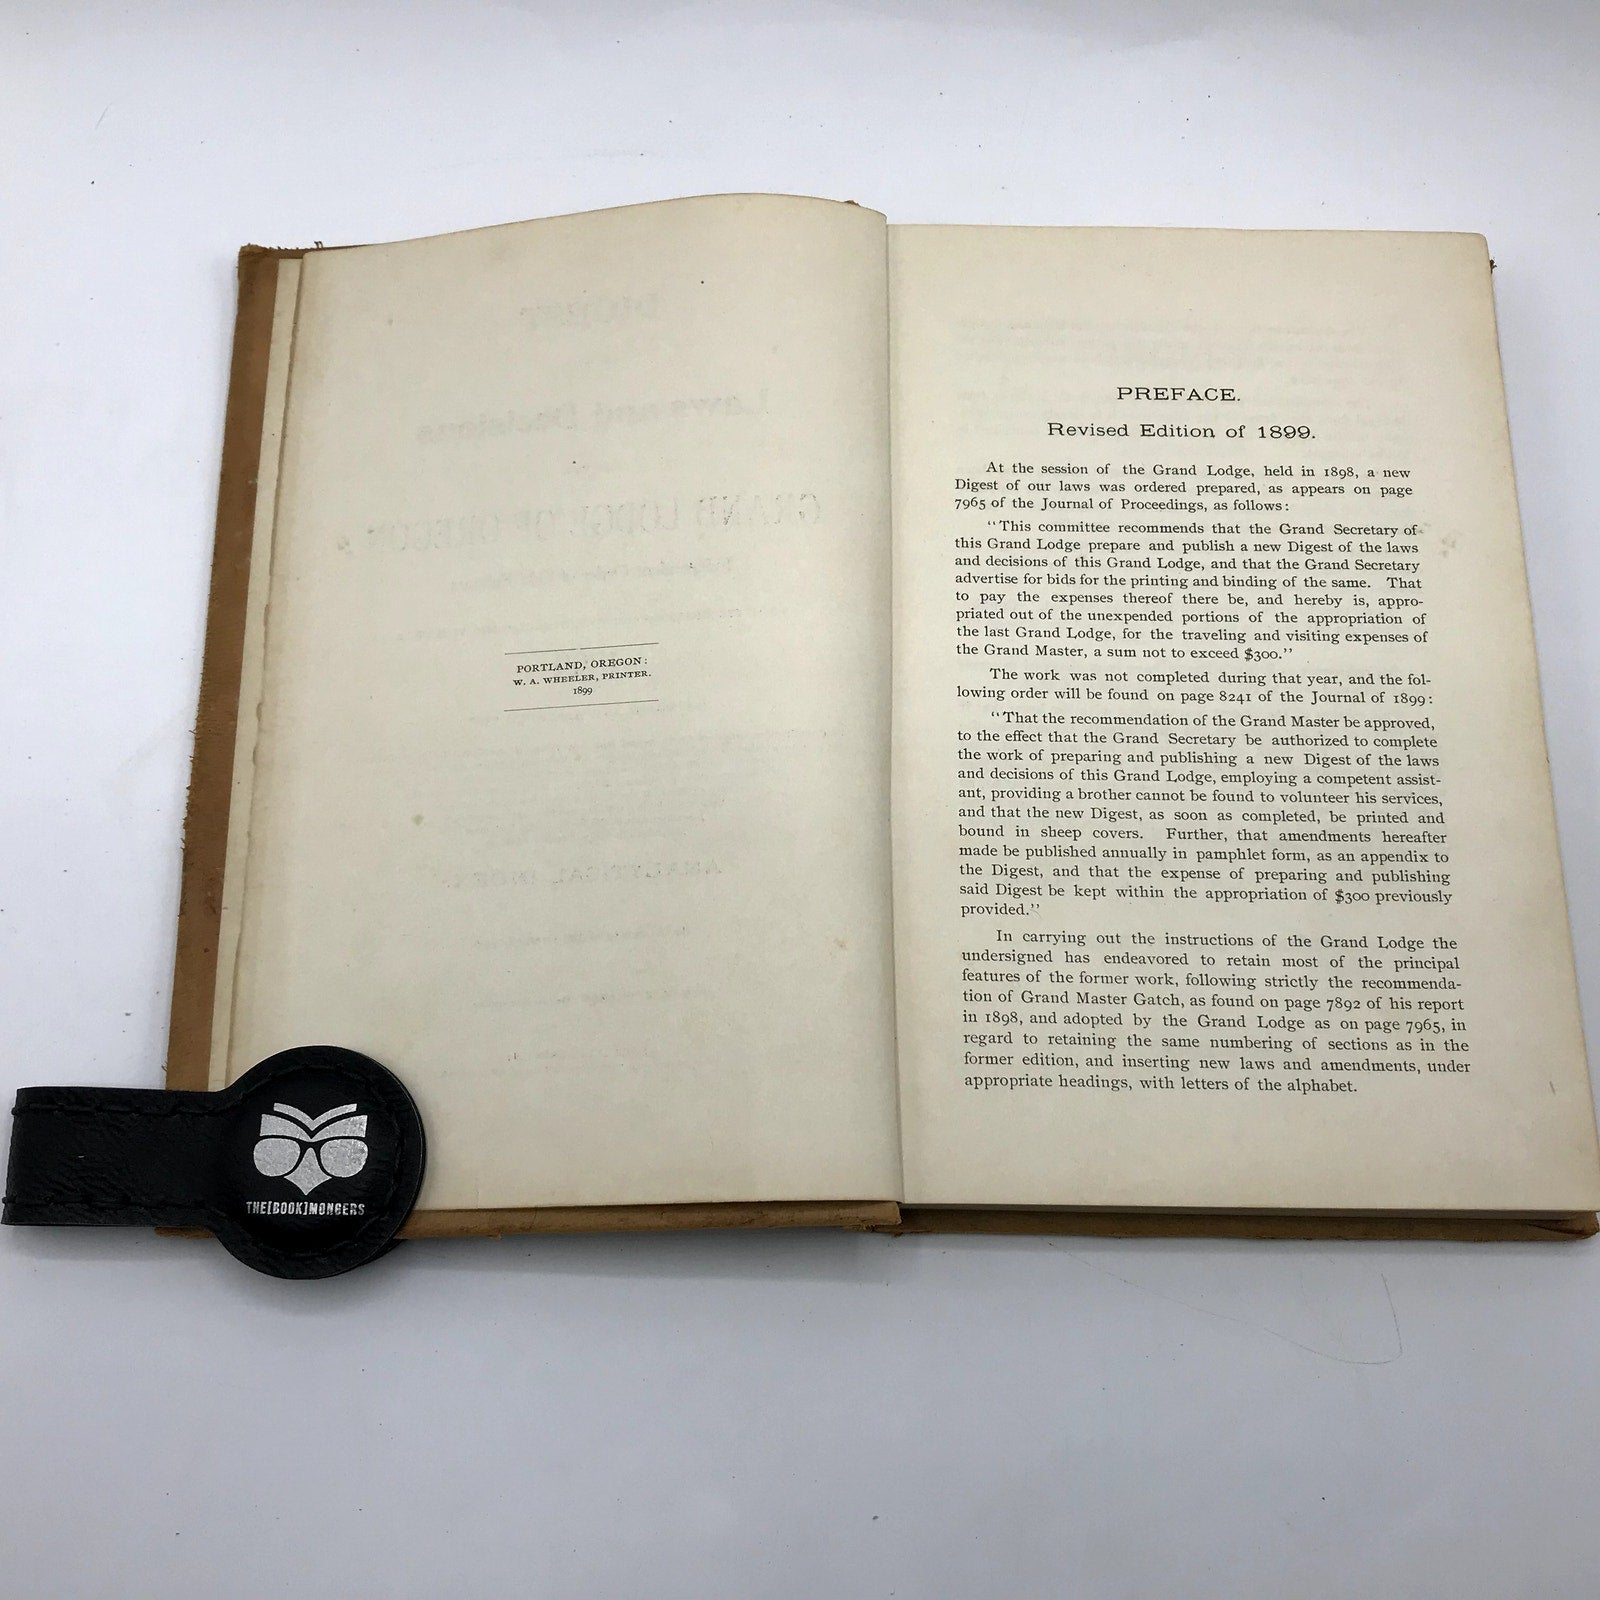 PORTLAND, OREGON:
W. A. WHEELER, PRINTER.
1899
PREFACE.
Revised Edition of 1899.
At the session of the Grand Lodge, held in 1898, a new
Digest of our laws was ordered prepared, as appears on page
7965 of the Journal of Proceedings, as follows:
"This committee recommends that the Grand Secretary of
this Grand Lodge prepare and publish a new Digest of the laws
and decisions of this Grand Lodge, and that the Grand Secretary
advertise for bids for the printing and binding of the same. That
to pay the expenses thereof there be, and hereby is, appro-
priated out of the unexpended portions of the appropriation of
the last Grand Lodge, for the traveling and visiting expenses of
the Grand Master, a sum not to exceed $300."
The work was not completed during that year, and the fol-
lowing order will be found on page 8241 of the Journal of 1899:
"That the recommendation of the Grand Master be approved,
to the effect that the Grand Secretary be authorized to complete
the work of preparing and publishing a new Digest of the laws
and decisions of this Grand Lodge, employing a competent assist-
ant, providing a brother cannot be found to volunteer his services,
and that the new Digest, as soon as completed, be printed and
bound in sheep covers. Further, that amendments hereafter
made be published annually in pamphlet form, as an appendix to
the Digest, and that the expense of preparing and publishing
said Digest be kept within the appropriation of $300 previously
provided."
In carrying out the instructions of the Grand Lodge the
undersigned has endeavored to retain most of the principal
features of the former work, following strictly the recommenda-
tion of Grand Master Gatch, as found on page 7892 of his report
in 1898, and adopted by the Grand Lodge as on page 7965, in
regard to retaining the same numbering of sections as in the
former edition, and inserting new laws and amendments, under
appropriate headings, with letters of the alphabet.
THE[BOOK]MONGERS